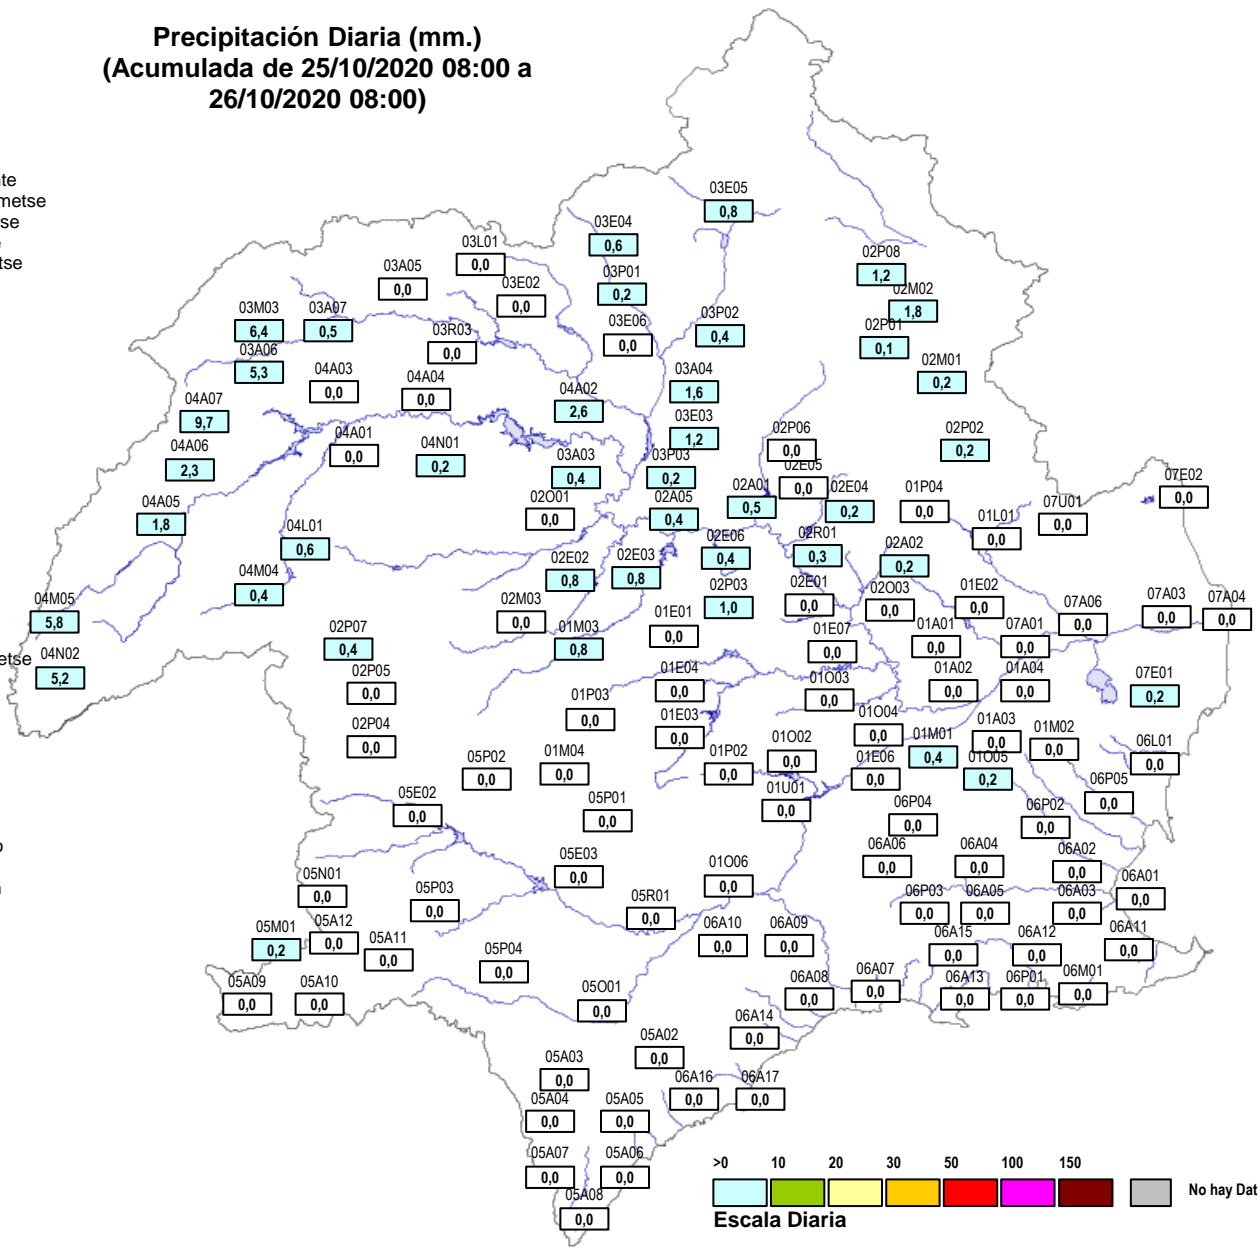 Precipitación Diaria (mm.)
(Acumulada de 25/10/2020 08:00 a
26/10/2020 08:00)
nte
metse
se
e
tse
etse
o
n
03E05
0,8
03E04
0,6
03L01
0,0
03P01
0,2
02P08
1,2
03A05
0,0
03E02
0,0
02M02
1,8
03M03
6,4
03A07
0,5
03P02
0,4
03E06
0,0
02P01
0,1
03R03
0,0
03A06
5,3
02M01
0,2
04A03
0,0
04A04
0,0
03A04
1,6
04A02
2,6
04A07
9,7
03E03
1,2
02P06
0,0
02P02
0,2
04A01
0,0
04N01
0,2
04A06
2,3
03A03
0,4
03P03
0,2
02E05
0,0
07E02
0,0
02A01
0,5
02E04
0,2
01P04
0,0
04A05
1,8
02O01
0,0
02A05
0,4
07U01
0,0
01L01
0,0
04L01
0,6
02E06
0,4
02R01
0,3
02A02
0,2
02E02
0,8
02E03
0,8
04M04
0,4
02P03
1,0
02E01
0,0
02O03
0,0
01E02
0,0
07A03
0,0
07A04
0,0
04M05
5,8
02M03
0,0
01E01
0,0
07A06
0,0
02P07
0,4
01M03
0,8
01E07
0,0
01A01
0,0
07A01
0,0
04N02
5,2
02P05
0,0
01E04
0,0
01O03
0,0
01A02
0,0
01A04
0,0
07E01
0,2
01P03
0,0
02P04
0,0
01E03
0,0
01O04
0,0
01A03
0,0
01M02
0,0
01M01
0,4
05P02
0,0
01M04
0,0
01P02
0,0
01O02
0,0
01E06
0,0
01O05
0,2
06L01
0,0
05E02
0,0
05P01
0,0
01U01
0,0
06P04
0,0
06P02
0,0
06P05
0,0
05E03
0,0
01O06
0,0
06A06
0,0
06A04
0,0
06A02
0,0
05N01
0,0
05P03
0,0
05R01
0,0
06P03
0,0
06A05
0,0
06A03
0,0
06A01
0,0
05M01
0,2
05A12
0,0
05A11
0,0
06A10
0,0
06A09
0,0
06A15
0,0
06A12
0,0
06A11
0,0
05P04
0,0
05A09
0,0
05A10
0,0
05O01
0,0
06A08
0,0
06A07
0,0
06A13
0,0
06P01
0,0
06M01
0,0
06A14
0,0
05A02
0,0
05A03
0,0
06A16
0,0
06A17
0,0
05A04
0,0
05A05
0,0
05A07
0,0
05A06
0,0
05A08
0,0
>0 10 20 30 50 100 150
No hay Dat
Escala Diaria